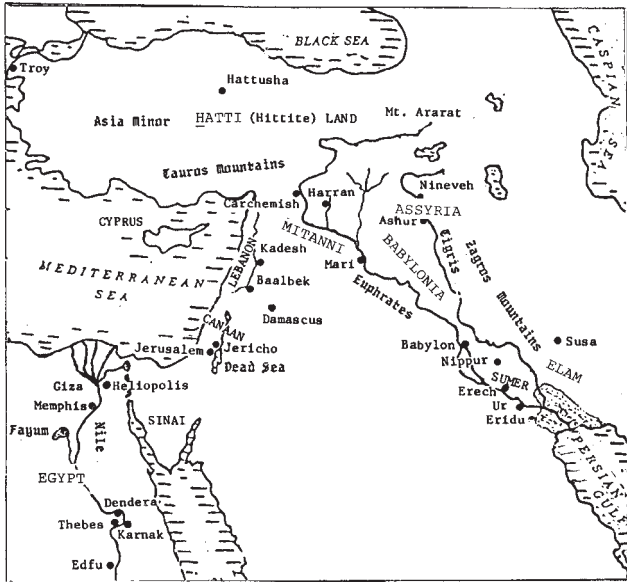 BLACK SEA
CASPIAN SEA
Troy
Hattusha
Asia Minor
HATTI (Hittite) LAND
Mt. Ararat
Tauros Mountains
Carchemish
Harran
Nineveh
ASSYRIA
Ashur
CYPRUS
MITANNI
Kadesh
LEBANON
Mari
BABYLONIA
Tigris
Zagros Mountains
MEDITERRANEAN
SEA
Baalbek
Euphrates
Damascus
CANAAN
Jerusalem
Jericho
Dead Sea
Babylon
Susa
Nippur
ELAM
SUMER
Giza
Heliopolis
Erech
Memphis
Ur
Eridu
Fayum
Nile
SINAI
PERSIAN GULF
EGYPT
Dendera
Thebes
Karnak
Edfu